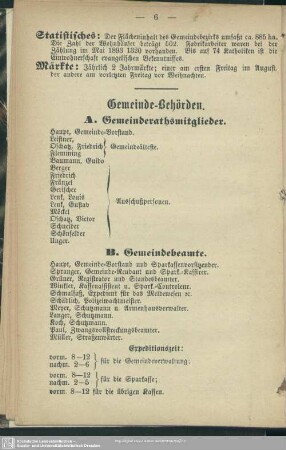 — 6 —
Statistisches: Der Flächeninhalt des Gemeindebezirks umfaßt ca. 885 ha.
Die Zahl der Wohnhäuser beträgt 502. Fabrikarbeiter waren bei der
Zählung im Mai 1893 1320 vorhanden. Bis auf 74 Katholiken ist die
Einwohnerschaft evangelischen Bekenntnisses.
Märkte: Jährlich 2 Jahrmärkte; einer am ersten Freitag im August,
der andere am vorletzten Freitag vor Weihnachten.
Gemeinde-Behörden.
A. Gemeinderathsmitglieder.
Haupt, Gemeinde-Vorstand.
Leistner,
Oschatz, Friedrich } Gemeindeälteste.
Flemming
Baumann, Guido
Berger
Friedrich
Fränzel
Gerischer
Lenk, Louis
Lenk, Gustav } Ausschußpersonen.
Möckel
Oschatz, Victor
Schneider
Schönfelder
Unger.
B. Gemeindebeamte.
Haupt, Gemeinde-Vorstand und Sparkassenvorsitzender.
Spranger, Gemeinde-Rendant und Spark.-Kassirer.
Grüner, Registrator und Standesbeamter.
Winkler, Kassenassistent u. Spark.-Controleur.
Schmalfuß, Expedient für das Meldewesen ec.
Schädlich, Polizeiwachtmeister.
Meyer, Schutzmann u. Armenhausverwalter.
Langer, Schutzmann.
Koch, Schutzmann.
Paul, Zwangsvollstreckungsbeamter.
Müller, Straßenwärter.
Expeditionszeit:
vorm. 8—12 } für die Gemeindeverwaltung;
nachm. 2—6
vorm. 8—12 } für die Sparkasse;
nachm. 2—5
vorm. 8—12 für die übrigen Kassen.